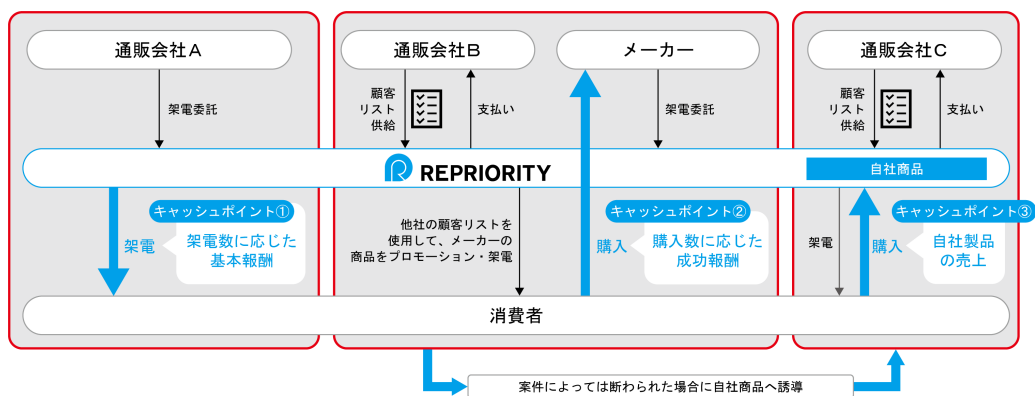 通販会社A
架電委託
キャッシュポイント①
架電
架電数に応じた
基本報酬
通販会社B
メーカー
顧客
リスト
供給
支払い
架電委託
REPRIORITY
他社の顧客リストを
使用して、メーカーの
商品をプロモーション・架電
キャッシュポイント②
購入
購入数に応じた
成功報酬
通販会社C
顧客
リスト
供給
支払い
自社商品
架電
キャッシュポイント③
購入
自社製品
の売上
消費者
案件によっては断わられた場合に自社商品へ誘導